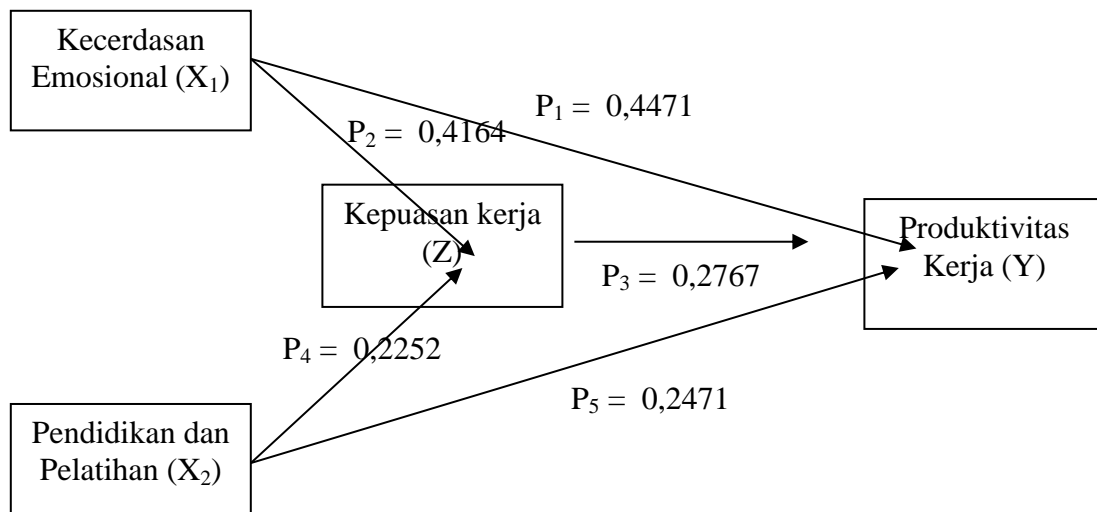 Kecerdasan
Emosional (X₁)
P₁ = 0,4471
P₂ = 0,4164
Kepuasan kerja
(Z)
Produktivitas
Kerja (Y)
P₃ = 0,2767
P₄ = 0,2252
P₅ = 0,2471
Pendidikan dan
Pelatihan (X₂)